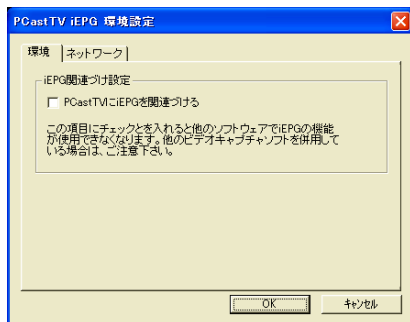 PCastTV iEPG 環境設定
環境
ネットワーク
iEPG関連づけ設定
PCastTVにiEPGを関連づける
この項目にチェックとを入れると他のソフトウェアでiEPGの機能
が使用できなくなります。他のビデオキャプチャソフトを併用して
いる場合は、ご注意下さい。
OK
キャンセル